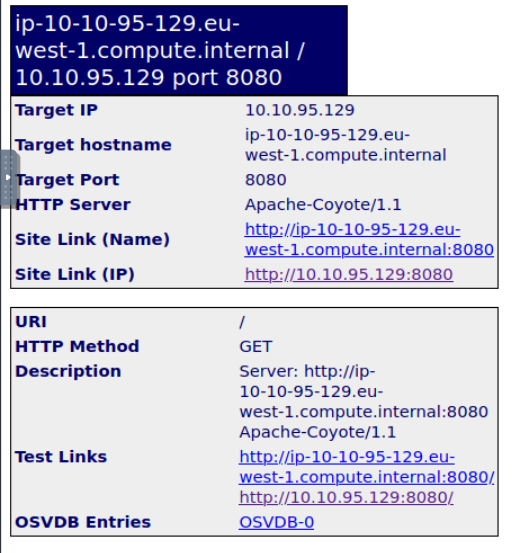 ip-10-10-95-129.eu-
west-1.compute.internal /
10.10.95.129 port 8080
Target IP 10.10.95.129
Target hostname ip-10-10-95-129.eu-
west-1.compute.internal
Target Port 8080
HTTP Server Apache-Coyote/1.1
Site Link (Name) http://ip-10-10-95-129.eu-
west-1.compute.internal:8080
Site Link (IP) http://10.10.95.129:8080
URI /
HTTP Method GET
Description Server: http://ip-
10-10-95-129.eu-
west-1.compute.internal:8080
Apache-Coyote/1.1
Test Links http://ip-10-10-95-129.eu-
west-1.compute.internal:8080/
http://10.10.95.129:8080/
OSVDB Entries OSVDB-0